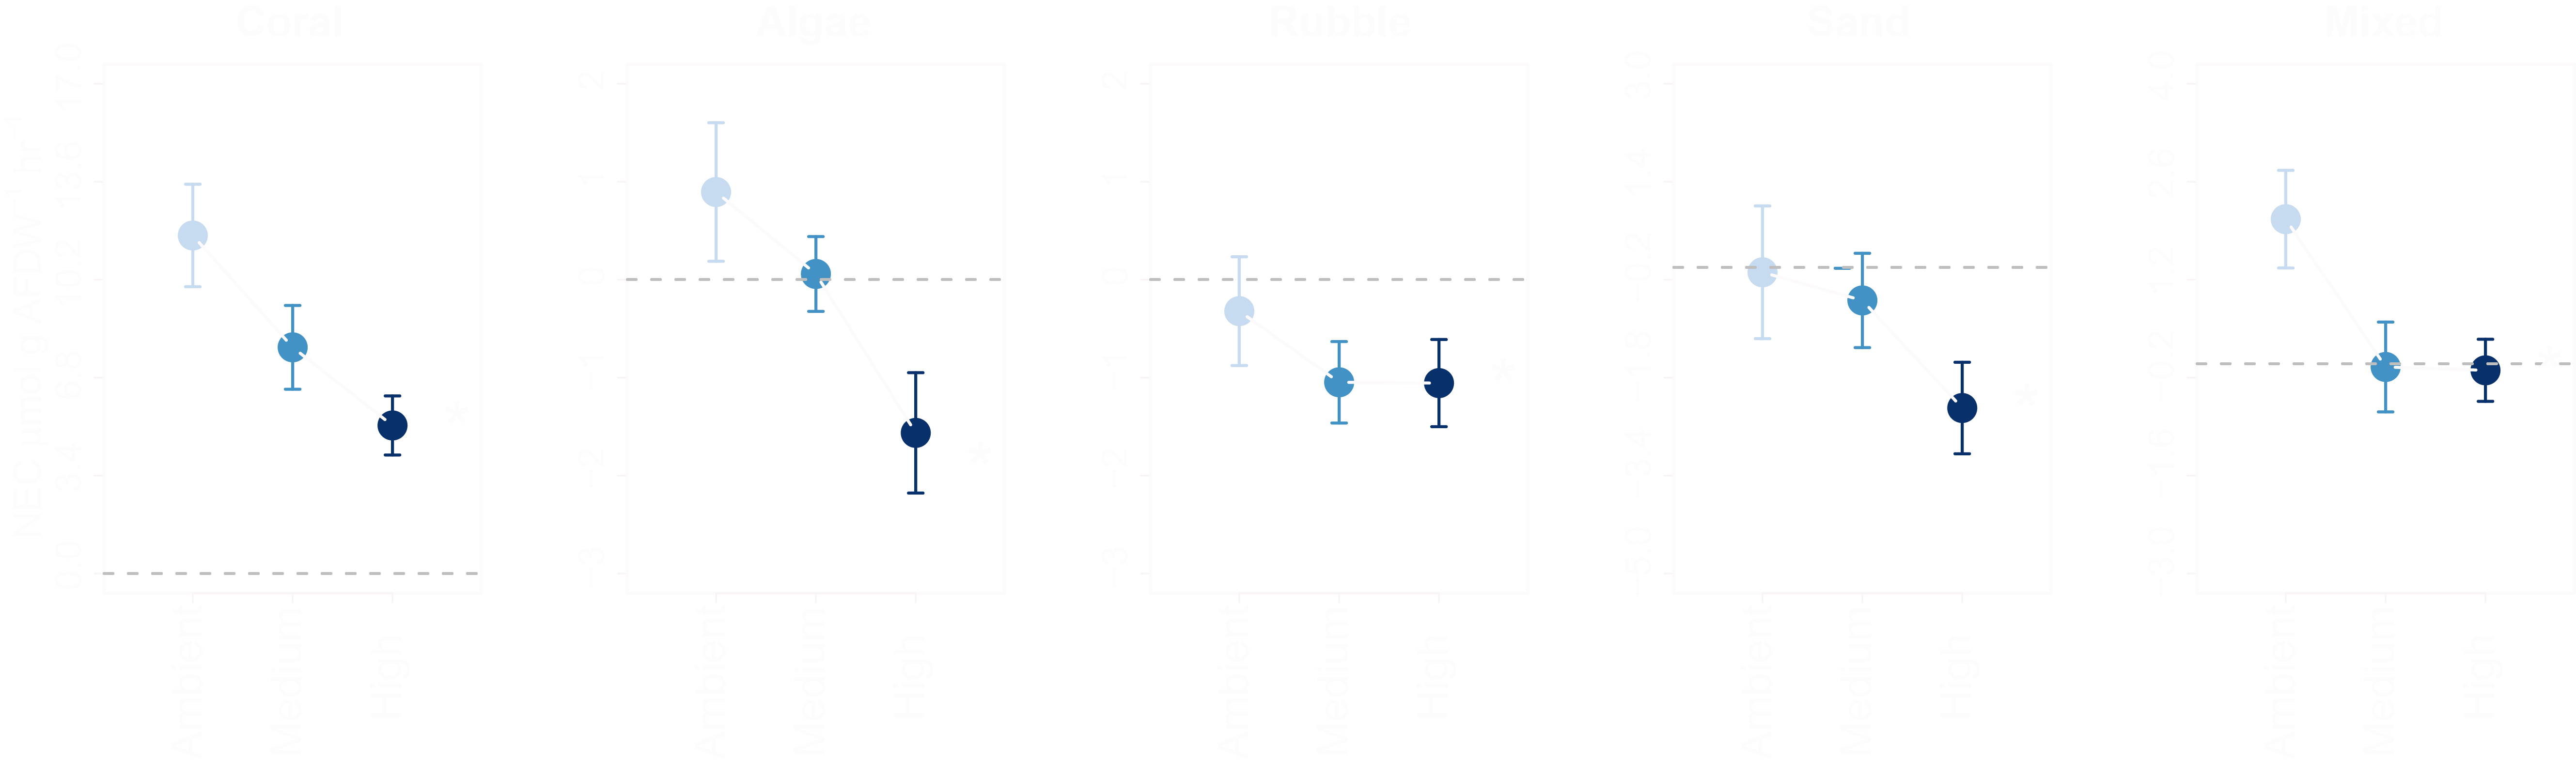 Coral Algae Rubble Sand Mixed
NEC µmol g AFDW⁻¹ hr⁻¹
17.0
13.6
10.2
6.8
3.4
0.0
Ambient
Medium
High
*
2
1
0
−1
−2
−3
Ambient
Medium
High
*
2
1
0
−1
−2
−3
Ambient
Medium
High
*
3.0
1.4
−0.2
−1.8
−3.4
−5.0
Ambient
Medium
High
*
4.0
2.6
1.2
−0.2
−1.6
−3.0
Ambient
Medium
High
*